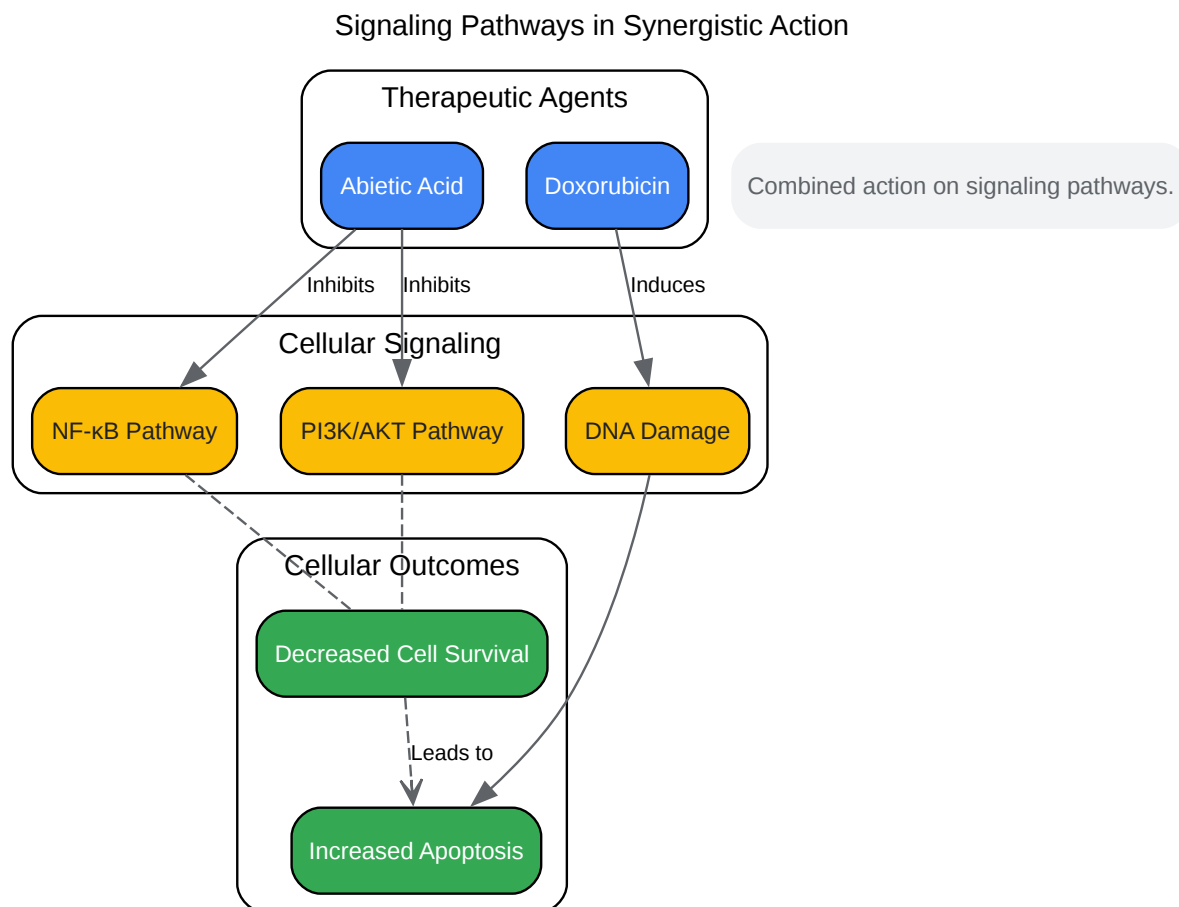 Signaling Pathways in Synergistic Action
Therapeutic Agents
Abietic Acid
Doxorubicin
Combined action on signaling pathways.
Inhibits
Inhibits
Induces
Cellular Signaling
NF-κB Pathway
PI3K/AKT Pathway
DNA Damage
Cellular Outcomes
Decreased Cell Survival
Leads to
Increased Apoptosis